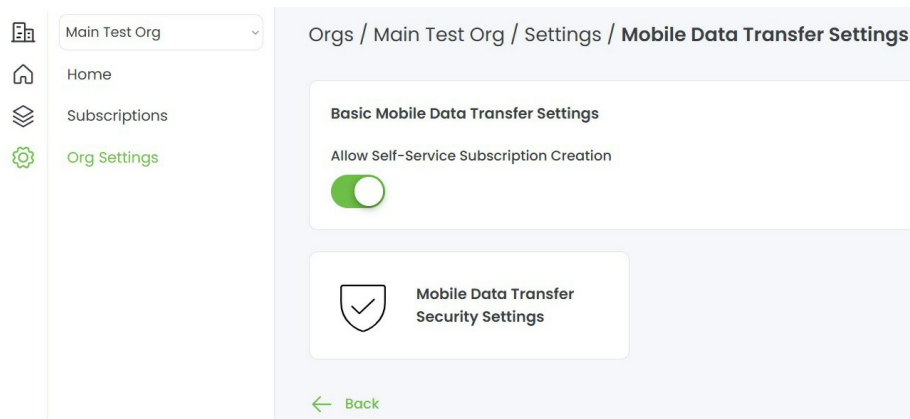 Main Test Org
Home
Subscriptions
Org Settings
Orgs / Main Test Org / Settings / Mobile Data Transfer Settings
Basic Mobile Data Transfer Settings
Allow Self-Service Subscription Creation
Mobile Data Transfer
Security Settings
Back